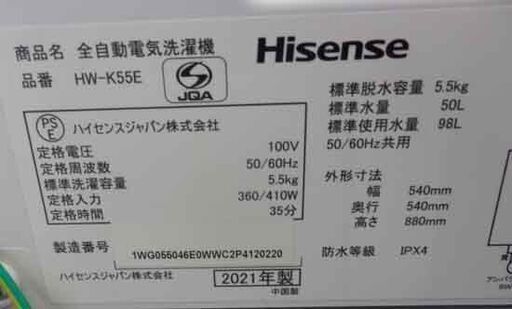 商品名 全自動電気洗濯機
品番 HW-K55E
S
JQA
Hisense
PS
E
ハイセンスジャパン株式会社
定格電圧 100V
定格周波数 50/60Hz
標準洗濯容量 5.5kg
定格入力 360/410W
定格時間 35分
製造番号 1WG055046E0WWC2P4120220
ハイセンスジャパン株式会社 2021年製
中国製
標準脱水容量 5.5kg
標準水量 50L
標準使用水量 98L
50/60Hz共用
外形寸法
幅 540mm
奥行 540mm
高さ 880mm
防水等級 IPX4